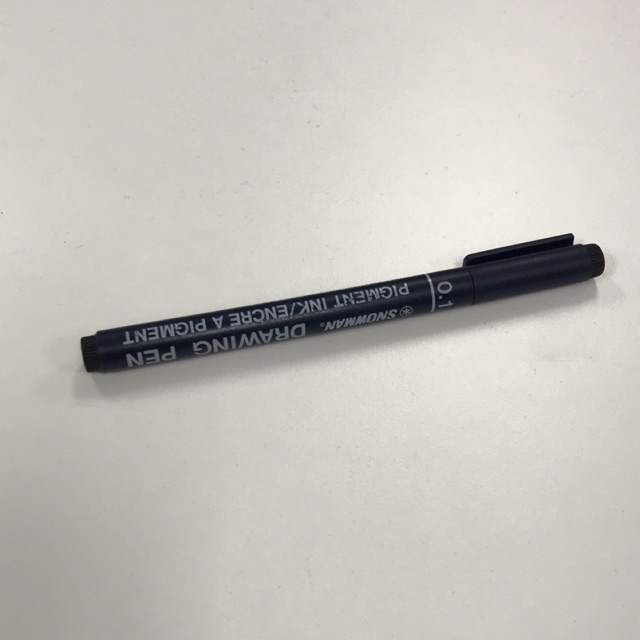 0.1
SNOWMAN. DRAWING PEN
PIGMENT INK/ENCRE A PIGMENT